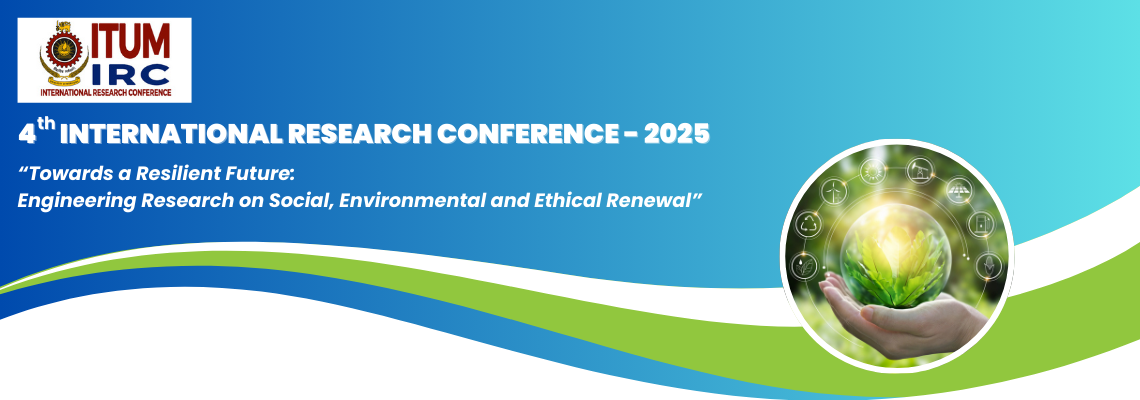 ITUM
IRC
INTERNATIONAL RESEARCH CONFERENCE
4th INTERNATIONAL RESEARCH CONFERENCE - 2025
“Towards a Resilient Future:
Engineering Research on Social, Environmental and Ethical Renewal”